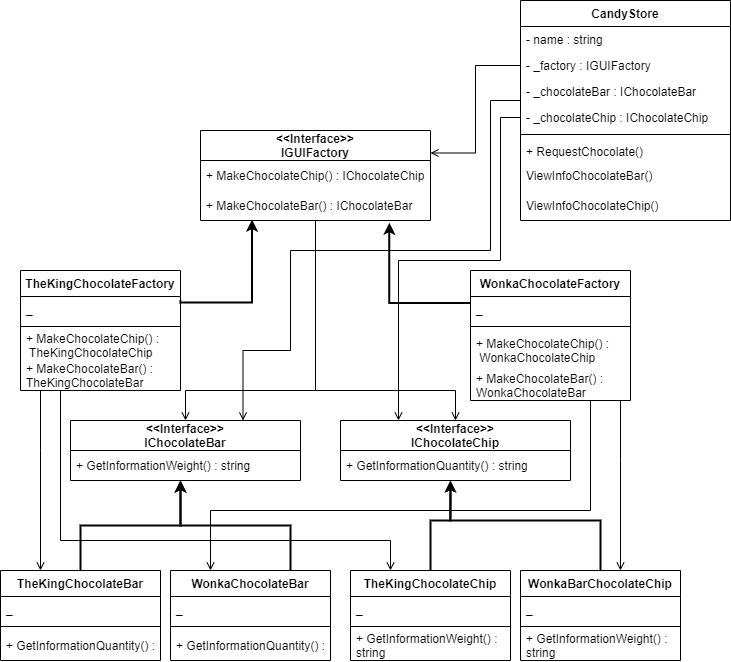 CandyStore
- name : string
- _factory : IGUIFactory
- _chocolateBar : IChocolateBar
- _chocolateChip : IChocolateChip
+ RequestChocolate()
ViewInfoChocolateBar()
ViewInfoChocolateChip()
<<Interface>>
IGUIFactory
+ MakeChocolateChip() : IChocolateChip
+ MakeChocolateBar() : IChocolateBar
TheKingChocolateFactory
_
+ MakeChocolateChip() :
TheKingChocolateChip
+ MakeChocolateBar() :
TheKingChocolateBar
WonkaChocolateFactory
_
+ MakeChocolateChip() :
WonkaChocolateChip
+ MakeChocolateBar() :
WonkaChocolateBar
<<Interface>>
IChocolateBar
+ GetInformationWeight() : string
<<Interface>>
IChocolateChip
+ GetInformationQuantity() : string
TheKingChocolateBar
_
+ GetInformationQuantity() :
WonkaChocolateBar
_
+ GetInformationQuantity() :
TheKingChocolateChip
_
+ GetInformationWeight() :
string
WonkaBarChocolateChip
_
+ GetInformationWeight() :
string